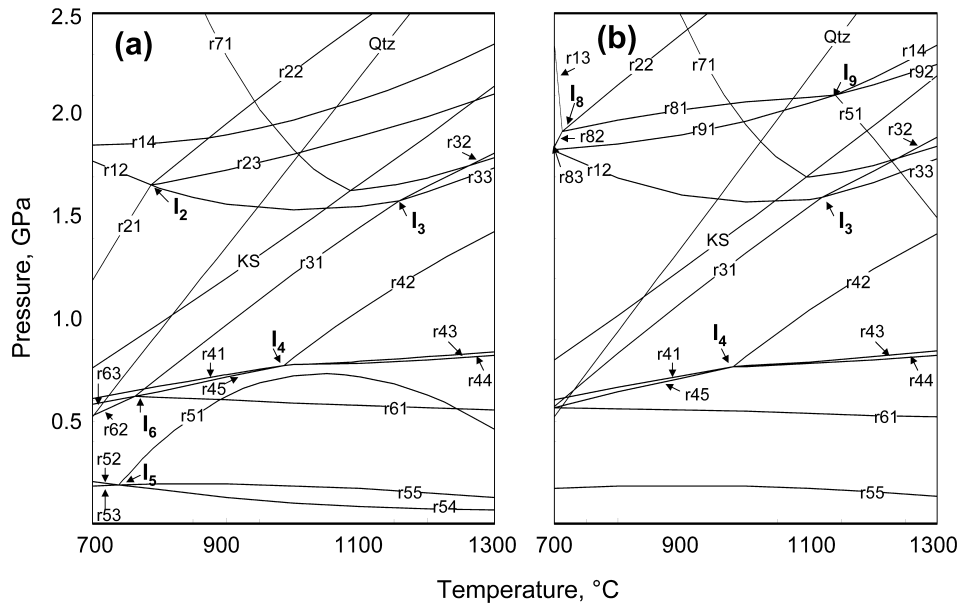 2.5
2.0
1.5
1.0
0.5
Pressure, GPa
(a)
r71
Qtz
r22
r14
r12
r23
r32
r33
I2
I3
r21
KS
r31
r42
r63
r41
I4
r43
r45
r44
r51
r62
I6
r61
r52
I5
r53
r55
r54
700
900
1100
1300
(b)
r13
r71
Qtz
r14
r22
I9
r92
I8
r81
r51
r82
r91
r32
r83
r12
r33
I3
KS
r31
r42
I4
r43
r41
r45
r44
r61
r55
700
900
1100
1300
Temperature, °C